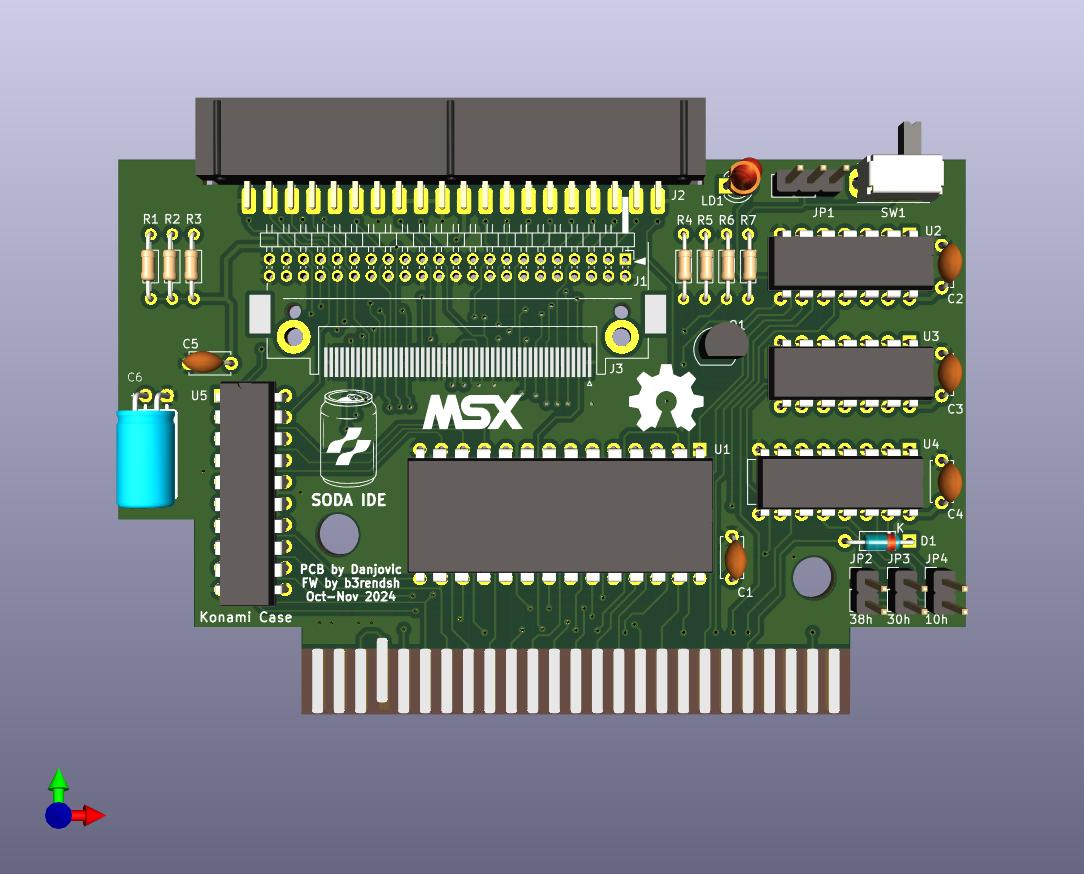 J2
LD1
JP1
SW1
R1 R2 R3
R4 R5 R6 R7
U2
J1
C2
U3
C5
J3
C3
C6
U5
MSX
U1
U4
SODA IDE
C4
K
D1
PCB by Danjovic
FW by b3rendsh
Oct-Nov 2024
JP2 JP3 JP4
C1
Konami Case
38h 30h 10h